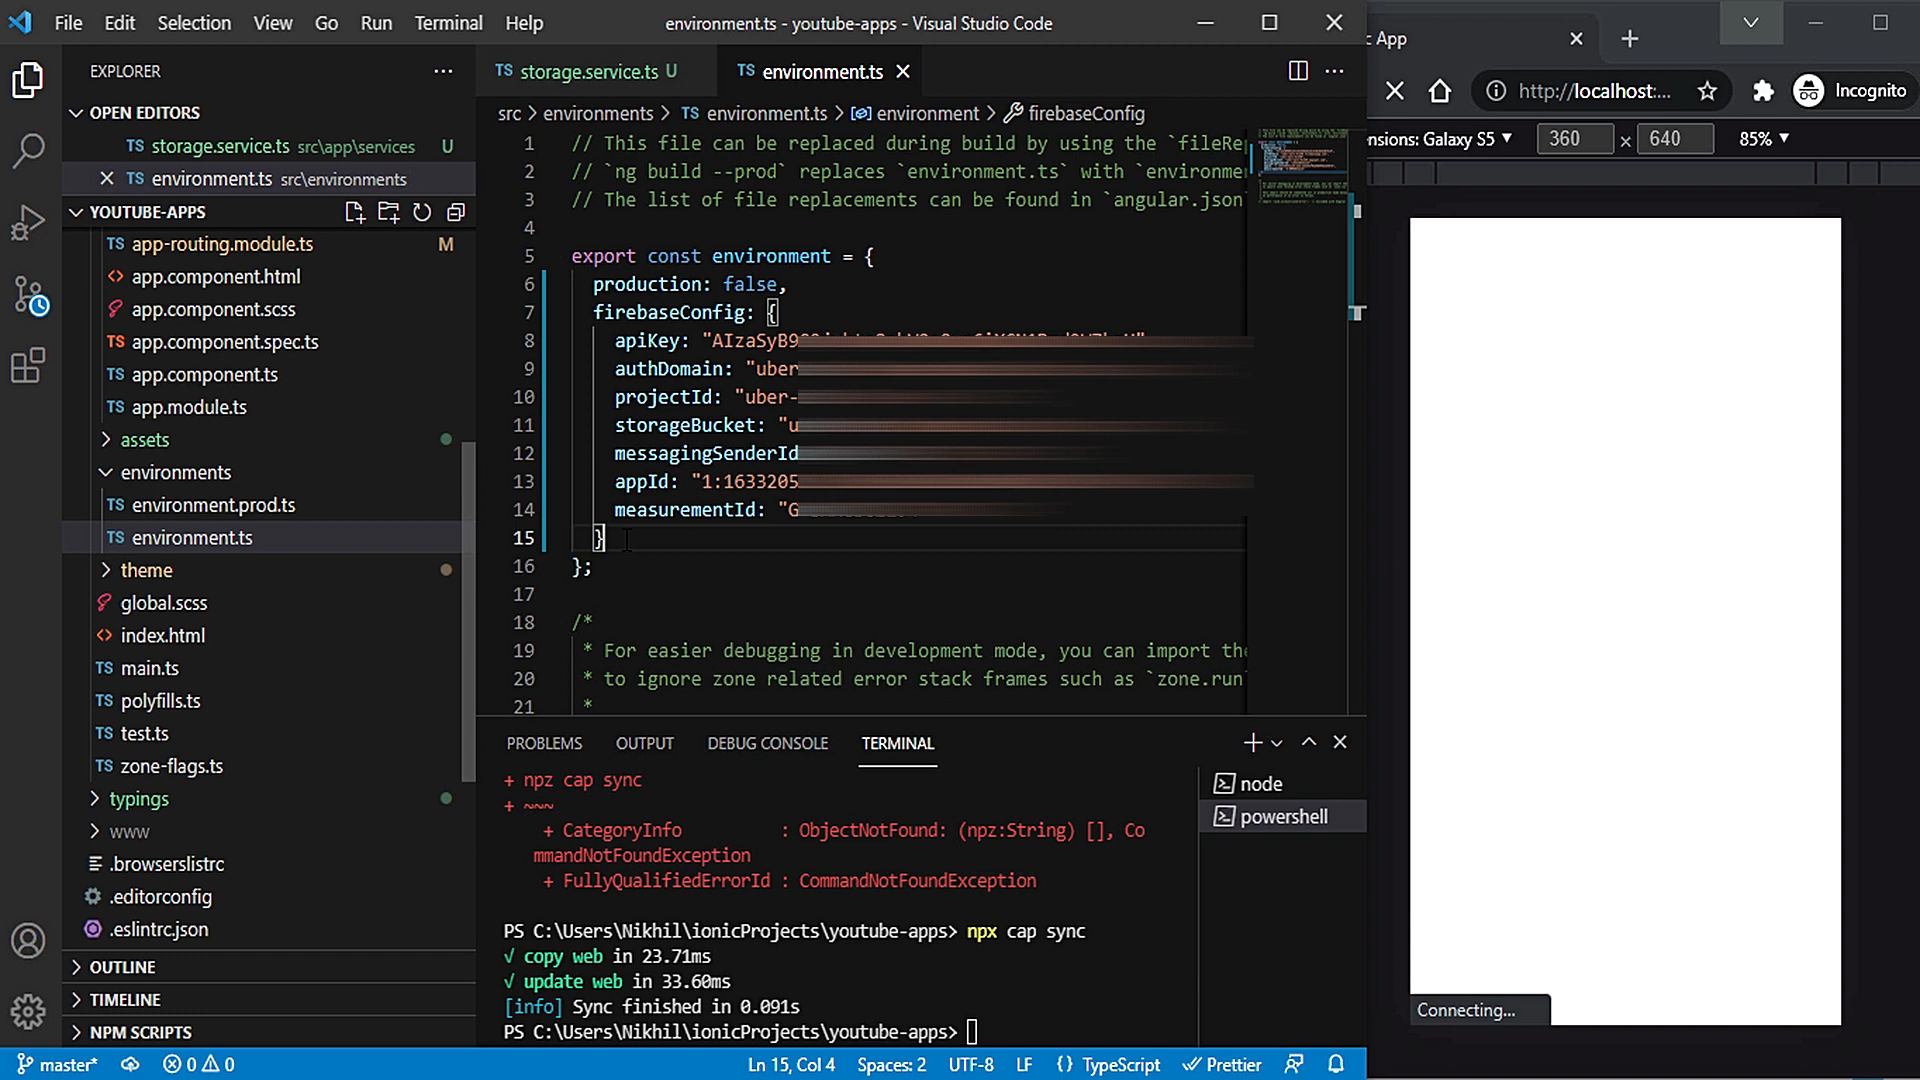 File Edit Selection View Go Run Terminal Help
environment.ts - youtube-apps - Visual Studio Code
EXPLORER
OPEN EDITORS
TS storage.service.ts src\app\services U
environment.ts src\environments
YOUTUBE-APPS
TS app-routing.module.ts M
app.component.html
app.component.scss
TS app.component.spec.ts
TS app.component.ts
TS app.module.ts
assets
environments
TS environment.prod.ts
TS environment.ts
theme
global.scss
index.html
TS main.ts
TS polyfills.ts
TS test.ts
TS zone-flags.ts
typings
www
.browserslistrc
.editorconfig
.eslintrc.json
OUTLINE
TIMELINE
NPM SCRIPTS
TS storage.service.ts U
TS environment.ts
src > environments > TS environment.ts > environment > firebaseConfig
1 // This file can be replaced during build by using the `fileRe
2 // `ng build --prod` replaces `environment.ts` with `environme
3 // The list of file replacements can be found in `angular.json
4
5 export const environment = {
6 production: false,
7 firebaseConfig: {
8 apiKey: "AIzaSyB9
9 authDomain: "uber
10 projectId: "uber-
11 storageBucket: "u
12 messagingSenderId
13 appId: "1:1633205
14 measurementId: "G
15 }
16 };
17
18 /*
19 * For easier debugging in development mode, you can import the
20 * to ignore zone related error stack frames such as `zone.run`
21 *
PROBLEMS OUTPUT DEBUG CONSOLE TERMINAL
+ npz cap sync
+ ~~~
+ CategoryInfo : ObjectNotFound: (npz:String) [], Co
mmandNotFoundException
+ FullyQualifiedErrorId : CommandNotFoundException
PS C:\Users\Nikhil\ionicProjects\youtube-apps> npx cap sync
√ copy web in 23.71ms
√ update web in 33.60ms
[info] Sync finished in 0.091s
PS C:\Users\Nikhil\ionicProjects\youtube-apps>
node
powershell
master* 0 0
Ln 15, Col 4 Spaces: 2 UTF-8 LF {} TypeScript Prettier
c App
http://localhost:... Incognito
nsions: Galaxy S5 360 x 640 85%
Connecting...